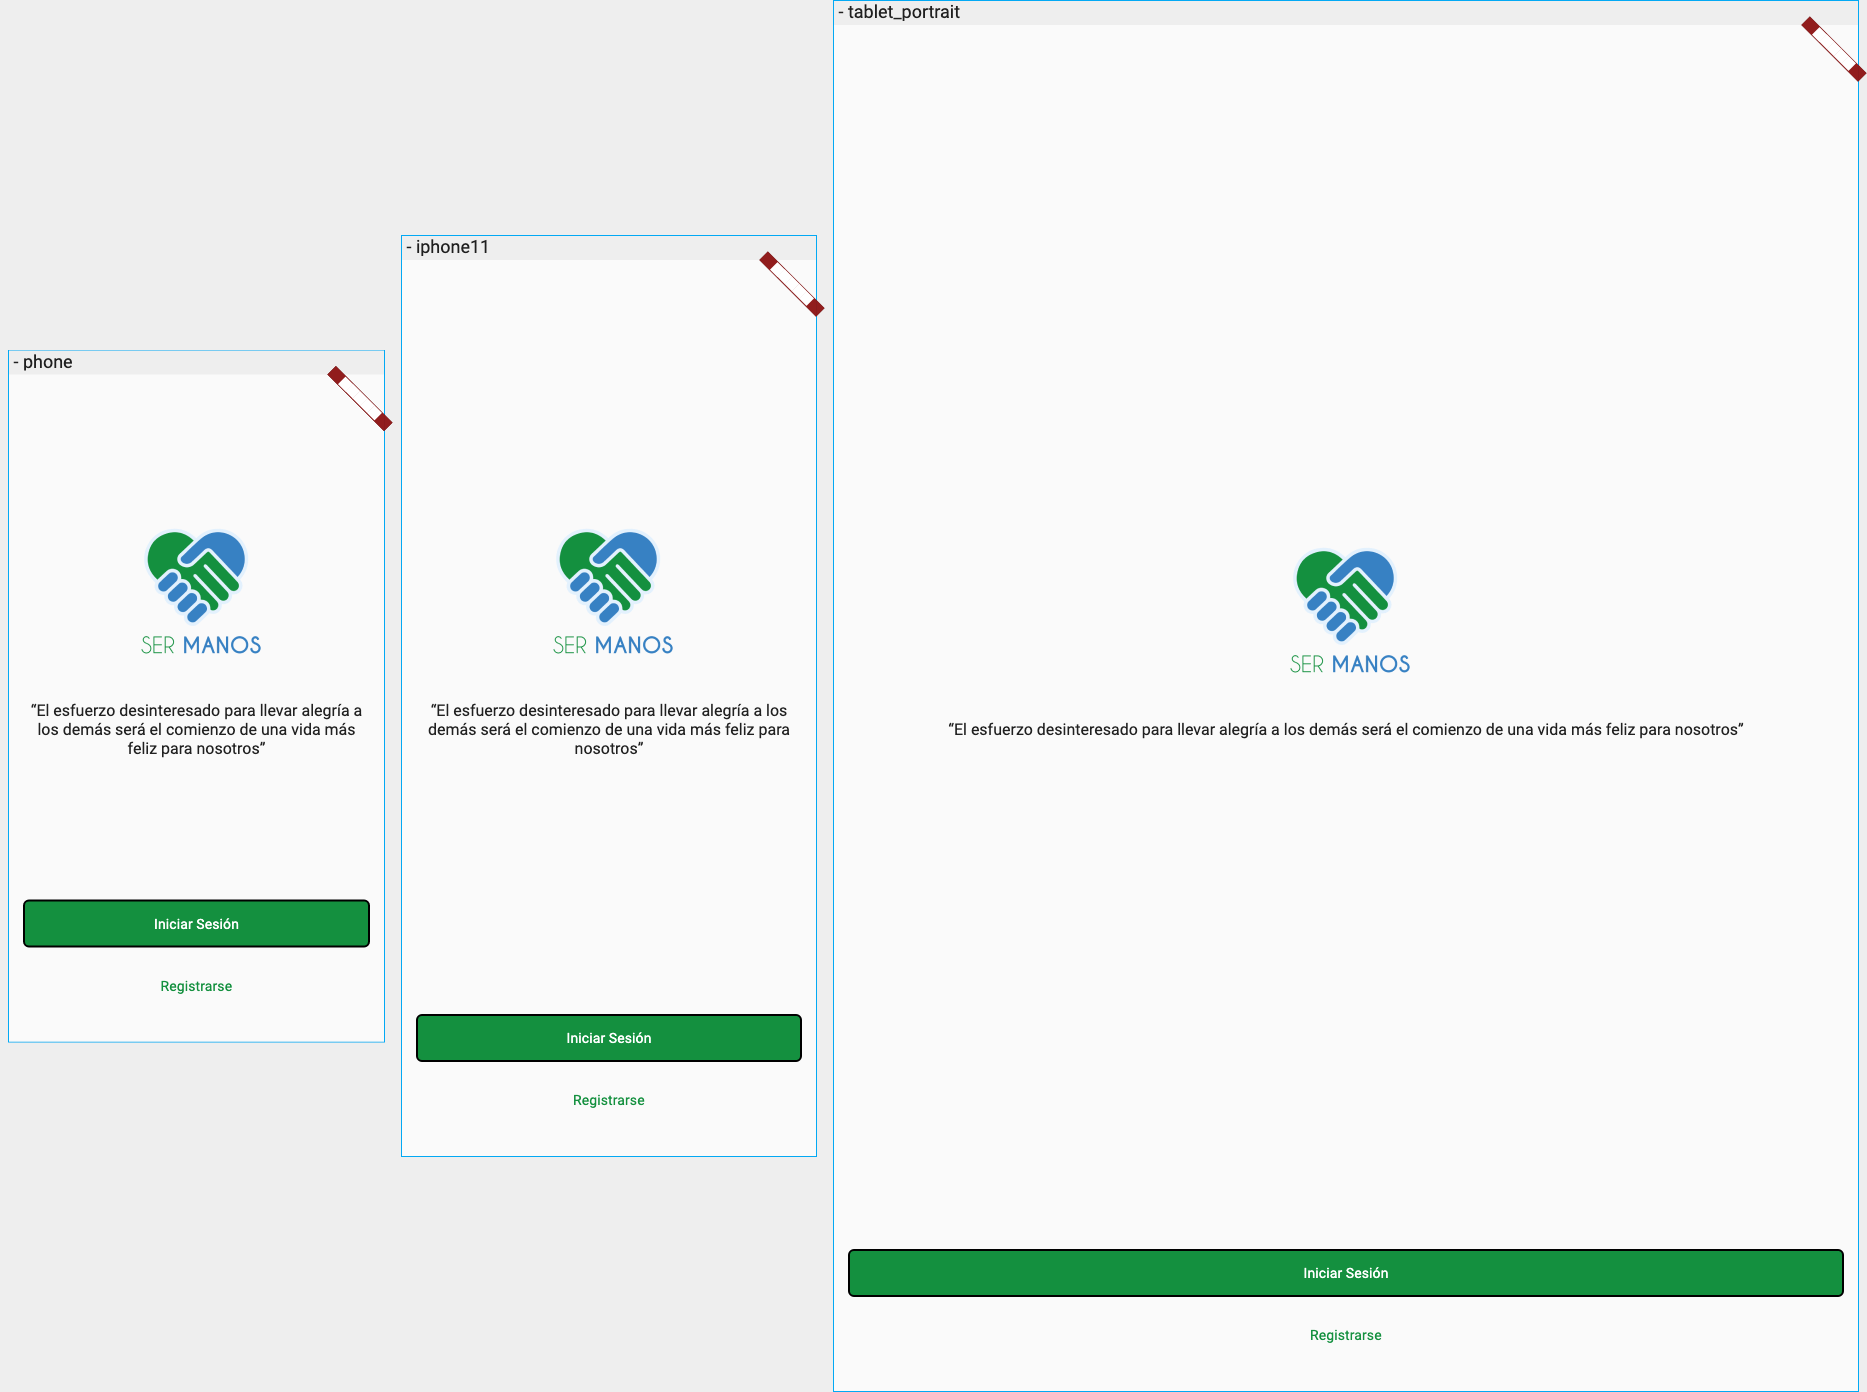 - phone
SER MANOS
“El esfuerzo desinteresado para llevar alegría a
los demás será el comienzo de una vida más
feliz para nosotros”
Iniciar Sesión
Registrarse
- iphone11
SER MANOS
“El esfuerzo desinteresado para llevar alegría a los
demás será el comienzo de una vida más feliz para
nosotros”
Iniciar Sesión
Registrarse
- tablet_portrait
SER MANOS
“El esfuerzo desinteresado para llevar alegría a los demás será el comienzo de una vida más feliz para nosotros”
Iniciar Sesión
Registrarse